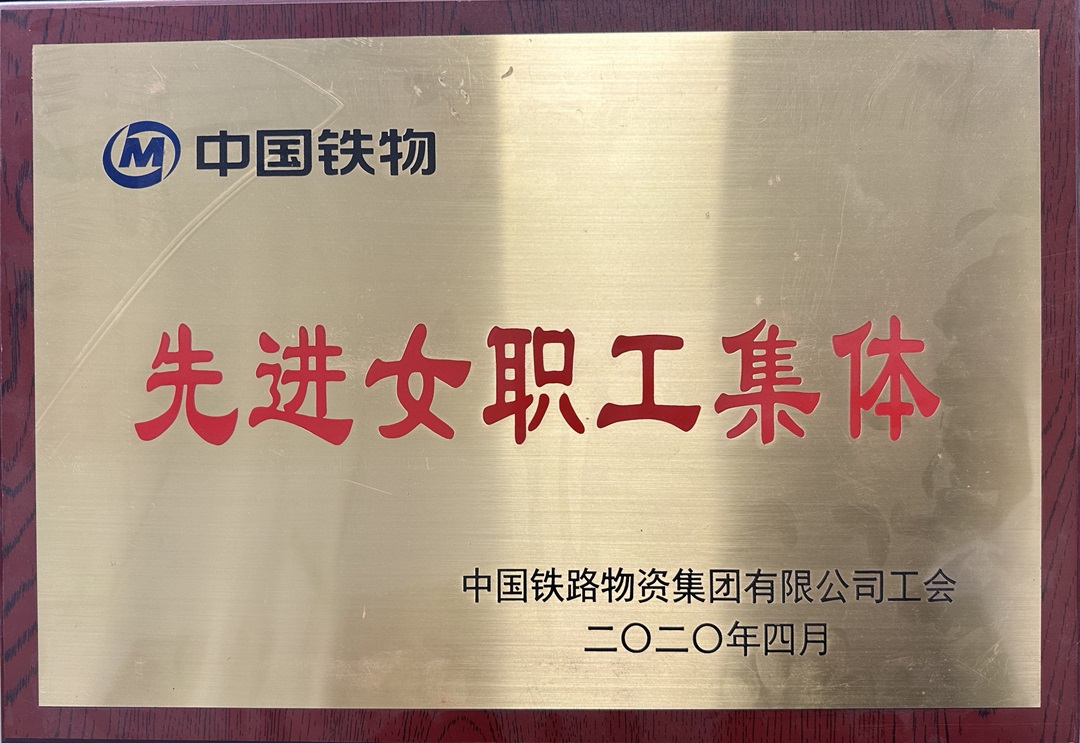 M 中国铁物
先进女职工集体
中国铁路物资集团有限公司工会
二〇二〇年四月